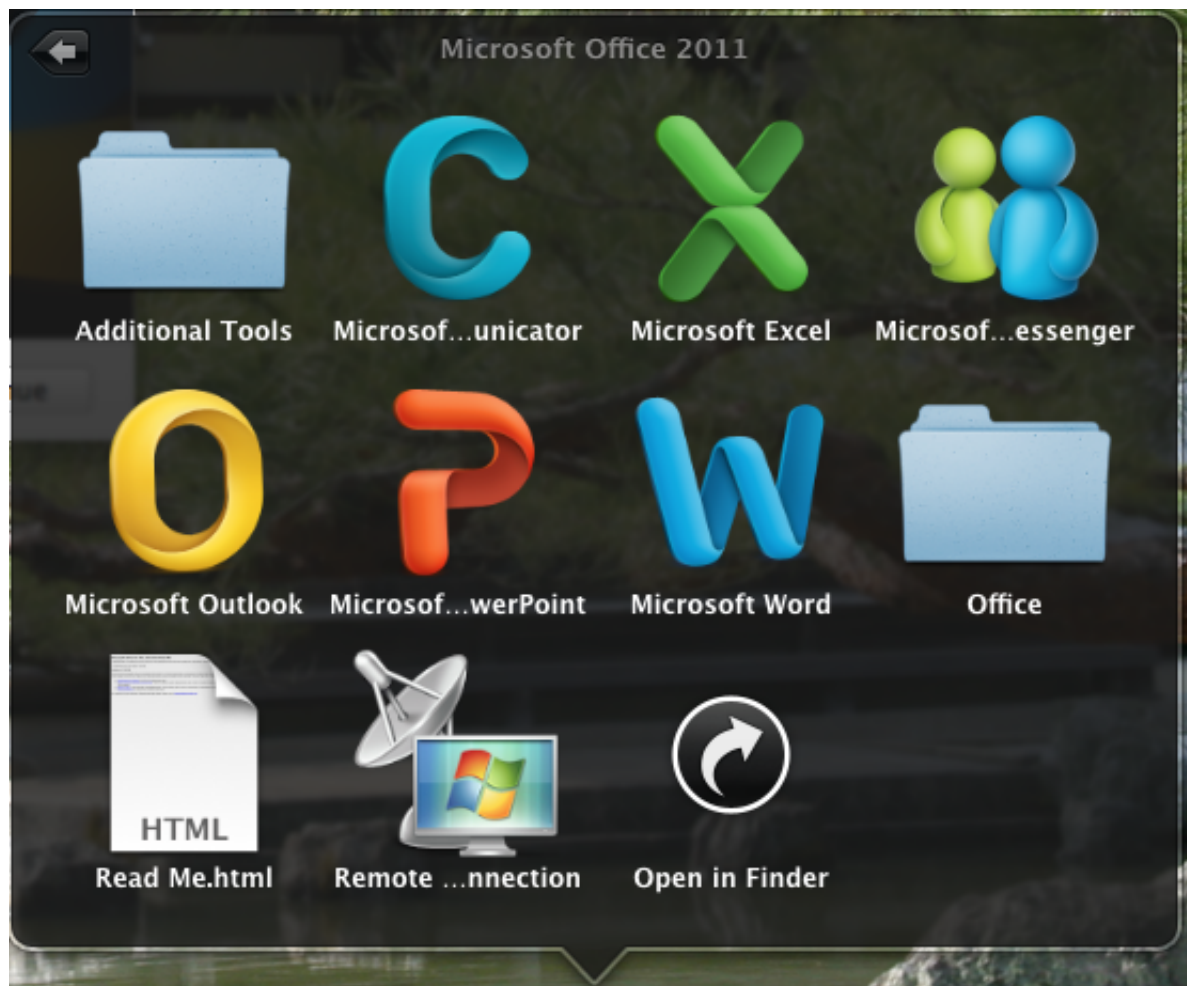 Microsoft Office 2011
Additional Tools
Microsof...unicator
Microsoft Excel
Microsof...essenger
ue
Microsoft Outlook
Microsof...werPoint
Microsoft Word
Office
HTML
Read Me.html
Remote ...nnection
Open in Finder